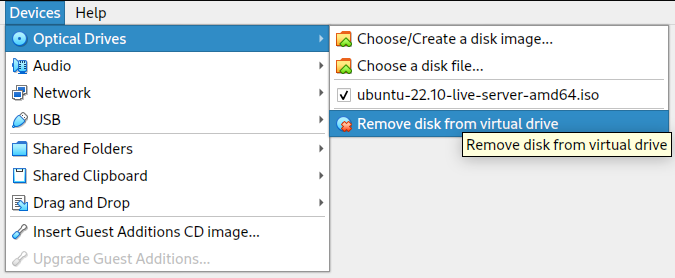 Devices Help
Optical Drives
Audio
Network
USB
Shared Folders
Shared Clipboard
Drag and Drop
Insert Guest Additions CD image...
Upgrade Guest Additions...
Choose/Create a disk image...
Choose a disk file...
ubuntu-22.10-live-server-amd64.iso
Remove disk from virtual drive
Remove disk from virtual drive